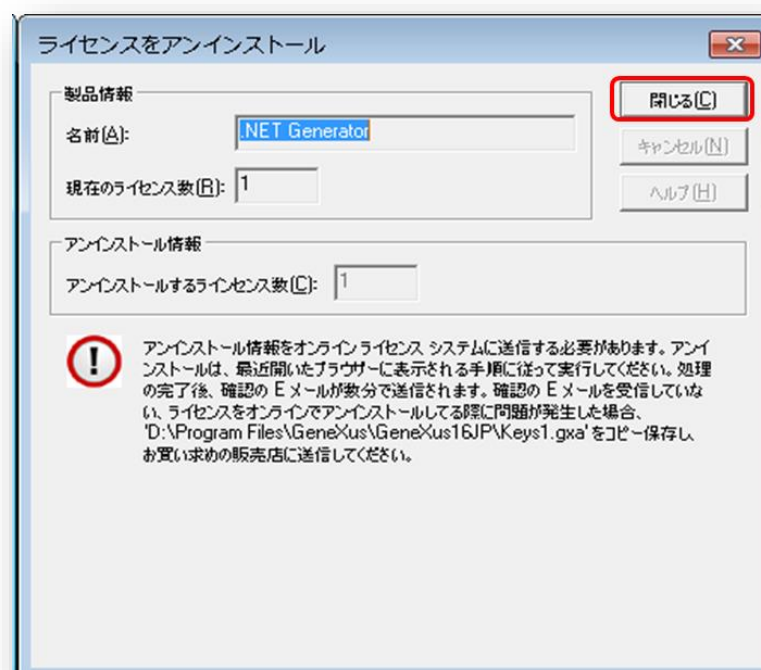 ライセンスをアンインストール
製品情報
名前(A):
.NET Generator
現在のライセンス数(R):
1
閉じる(C)
キャンセル(N)
ヘルプ(H)
アンインストール情報
アンインストールするラインセンス数(C):
1
アンインストール情報をオンライン ライセンス システムに送信する必要があります。アンイ
ンストールは、最近開いたブラウザーに表示される手順に従って実行してください。処理
の完了後、確認の E メールが数分で送信されます。確認の E メールを受信していな
い、ライセンスをオンラインでアンインストールしてる際に問題が発生した場合、
'D:\Program Files\GeneXus\GeneXus16JP\Keys1.gxa' をコピー保存し、
お買い求めの販売店に送信してください。